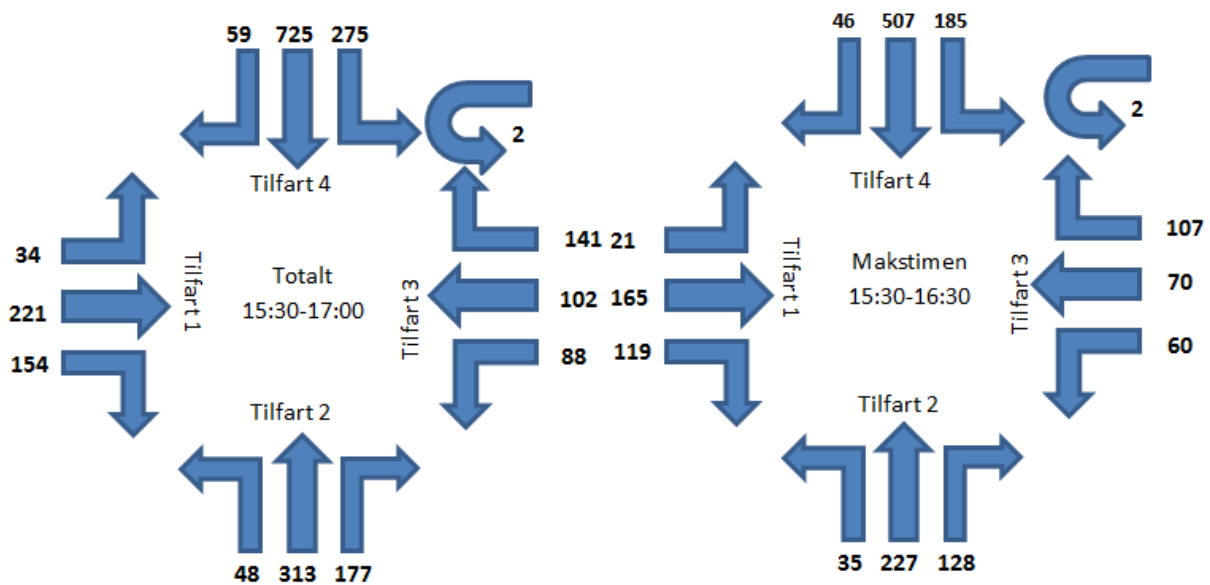 59 725 275
2
Tilfart 4
34
221
154
Tilfart 1
Totalt
15:30-17:00
Tilfart 3
141
102
88
Tilfart 2
48 313 177
46 507 185
2
Tilfart 4
21
165
119
Tilfart 1
Makstimen
15:30-16:30
Tilfart 3
107
70
60
Tilfart 2
35 227 128